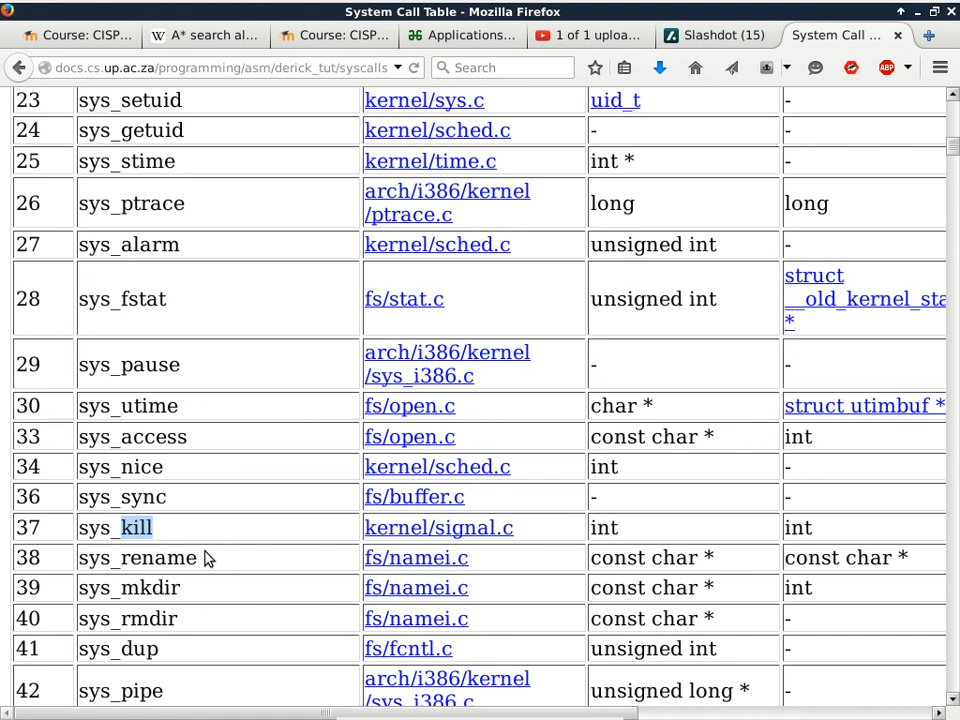 System Call Table - Mozilla Firefox
Course: CISP...
W A* search al...
Course: CISP...
Applications...
1 of 1 uploa...
Slashdot (15)
System Call ...
docs.cs.up.ac.za/programming/asm/derick_tut/syscalls
Search
ABP
23 sys_setuid kernel/sys.c uid_t -
24 sys_getuid kernel/sched.c - -
25 sys_stime kernel/time.c int * -
26 sys_ptrace arch/i386/kernel/ptrace.c long long
27 sys_alarm kernel/sched.c unsigned int -
28 sys_fstat fs/stat.c unsigned int struct __old_kernel_sta *
29 sys_pause arch/i386/kernel/sys_i386.c - -
30 sys_utime fs/open.c char * struct utimbuf *
33 sys_access fs/open.c const char * int
34 sys_nice kernel/sched.c int -
36 sys_sync fs/buffer.c - -
37 sys_kill kernel/signal.c int int
38 sys_rename fs/namei.c const char * const char *
39 sys_mkdir fs/namei.c const char * int
40 sys_rmdir fs/namei.c const char * -
41 sys_dup fs/fcntl.c unsigned int -
42 sys_pipe arch/i386/kernel/sys_i386.c unsigned long * -